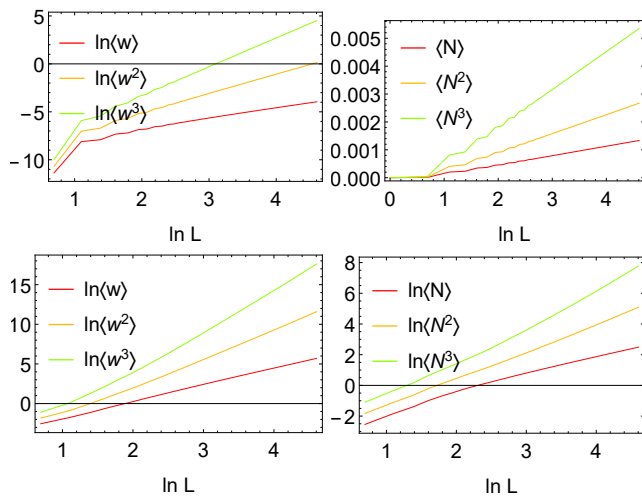 5
0
−5
−10
ln⟨w⟩
ln⟨w²⟩
ln⟨w³⟩
1
2
3
4
ln L
0.005
0.004
0.003
0.002
0.001
0.000
⟨N⟩
⟨N²⟩
⟨N³⟩
0
1
2
3
4
ln L
15
10
5
0
ln⟨w⟩
ln⟨w²⟩
ln⟨w³⟩
1
2
3
4
ln L
8
6
4
2
0
−2
ln⟨N⟩
ln⟨N²⟩
ln⟨N³⟩
1
2
3
4
ln L